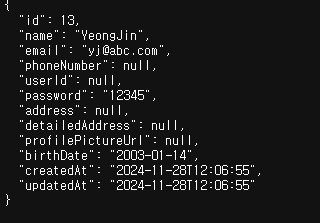 {
  "id": 13,
  "name": "YeongJin",
  "email": "yj@abc.com",
  "phoneNumber": null,
  "userId": null,
  "password": "12345",
  "address": null,
  "detailedAddress": null,
  "profilePictureUrl": null,
  "birthDate": "2003-01-14",
  "createdAt": "2024-11-28T12:06:55",
  "updatedAt": "2024-11-28T12:06:55"
}